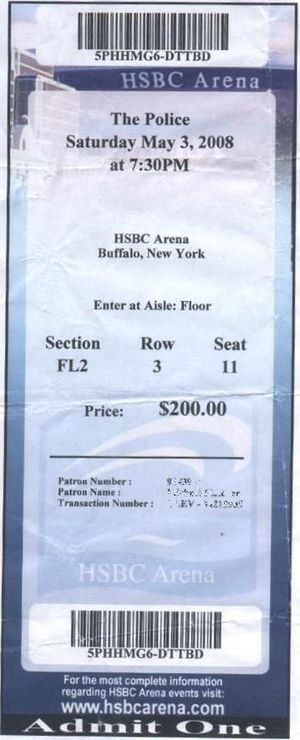 5PHHMG6-DTTBD
HSBC Arena
The Police
Saturday May 3, 2008
at 7:30PM
HSBC Arena
Buffalo, New York
Enter at Aisle: Floor
Section Row Seat
FL2 3 11
Price: $200.00
Patron Number :
Patron Name :
Transaction Number :
HSBC Arena
5PHHMG6-DTTBD
For the most complete information
regarding HSBC Arena events visit:
www.hsbcarena.com
Admit One